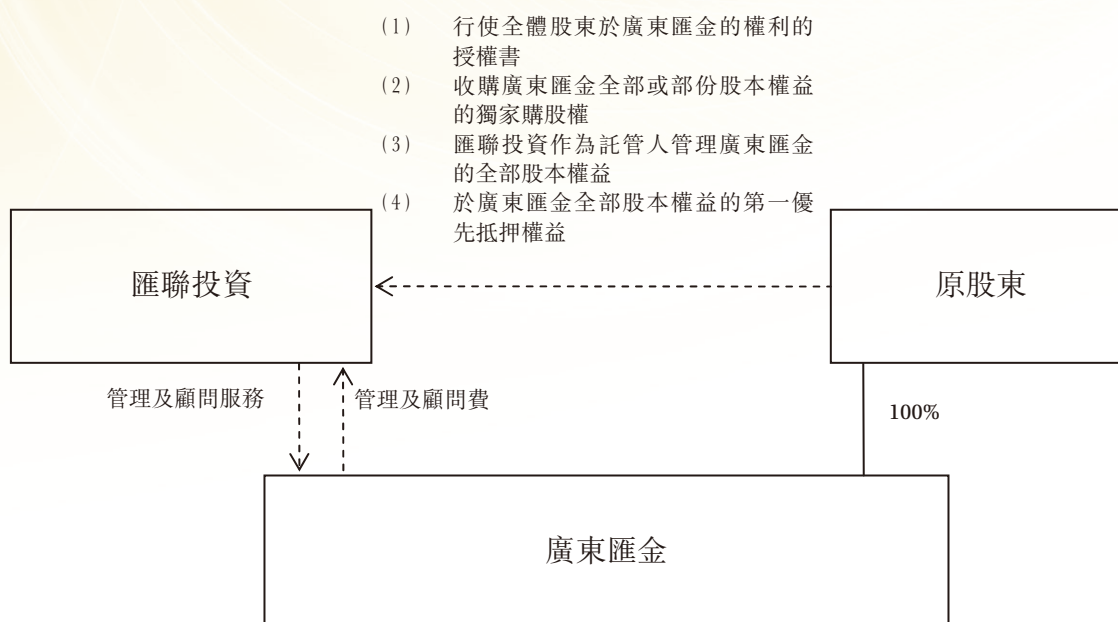 (1) 行使全體股東於廣東匯金的權利的
授權書
(2) 收購廣東匯金全部或部份股本權益
的獨家購股權
(3) 匯聯投資作為託管人管理廣東匯金
的全部股本權益
(4) 於廣東匯金全部股本權益的第一優
先抵押權益
匯聯投資
原股東
管理及顧問服務
管理及顧問費
100%
廣東匯金